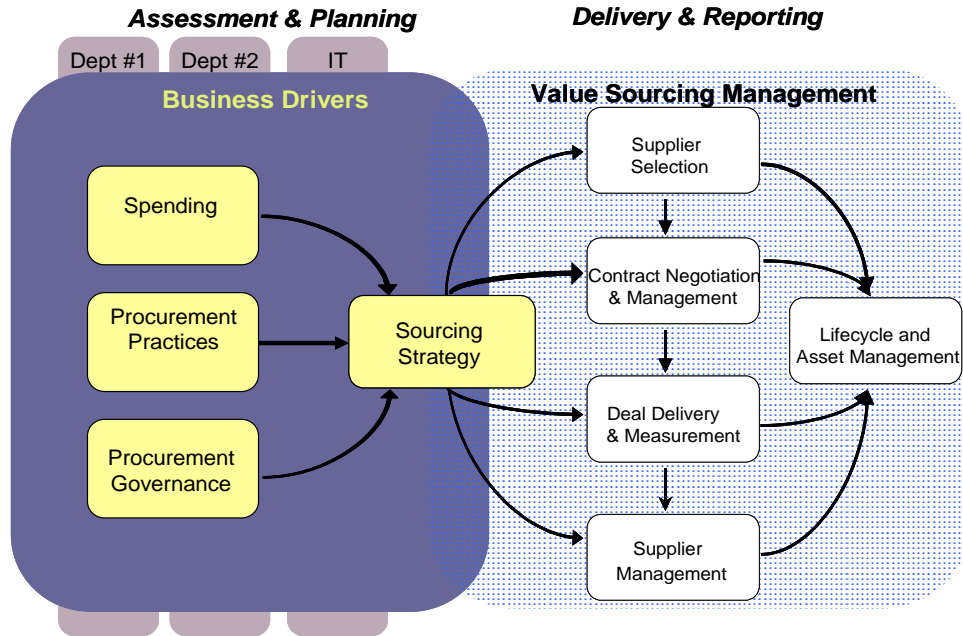 Assessment & Planning
Delivery & Reporting
Dept #1
Dept #2
IT
Business Drivers
Value Sourcing Management
Spending
Procurement
Practices
Procurement
Governance
Sourcing
Strategy
Supplier
Selection
Contract Negotiation
& Management
Deal Delivery
& Measurement
Supplier
Management
Lifecycle and
Asset Management